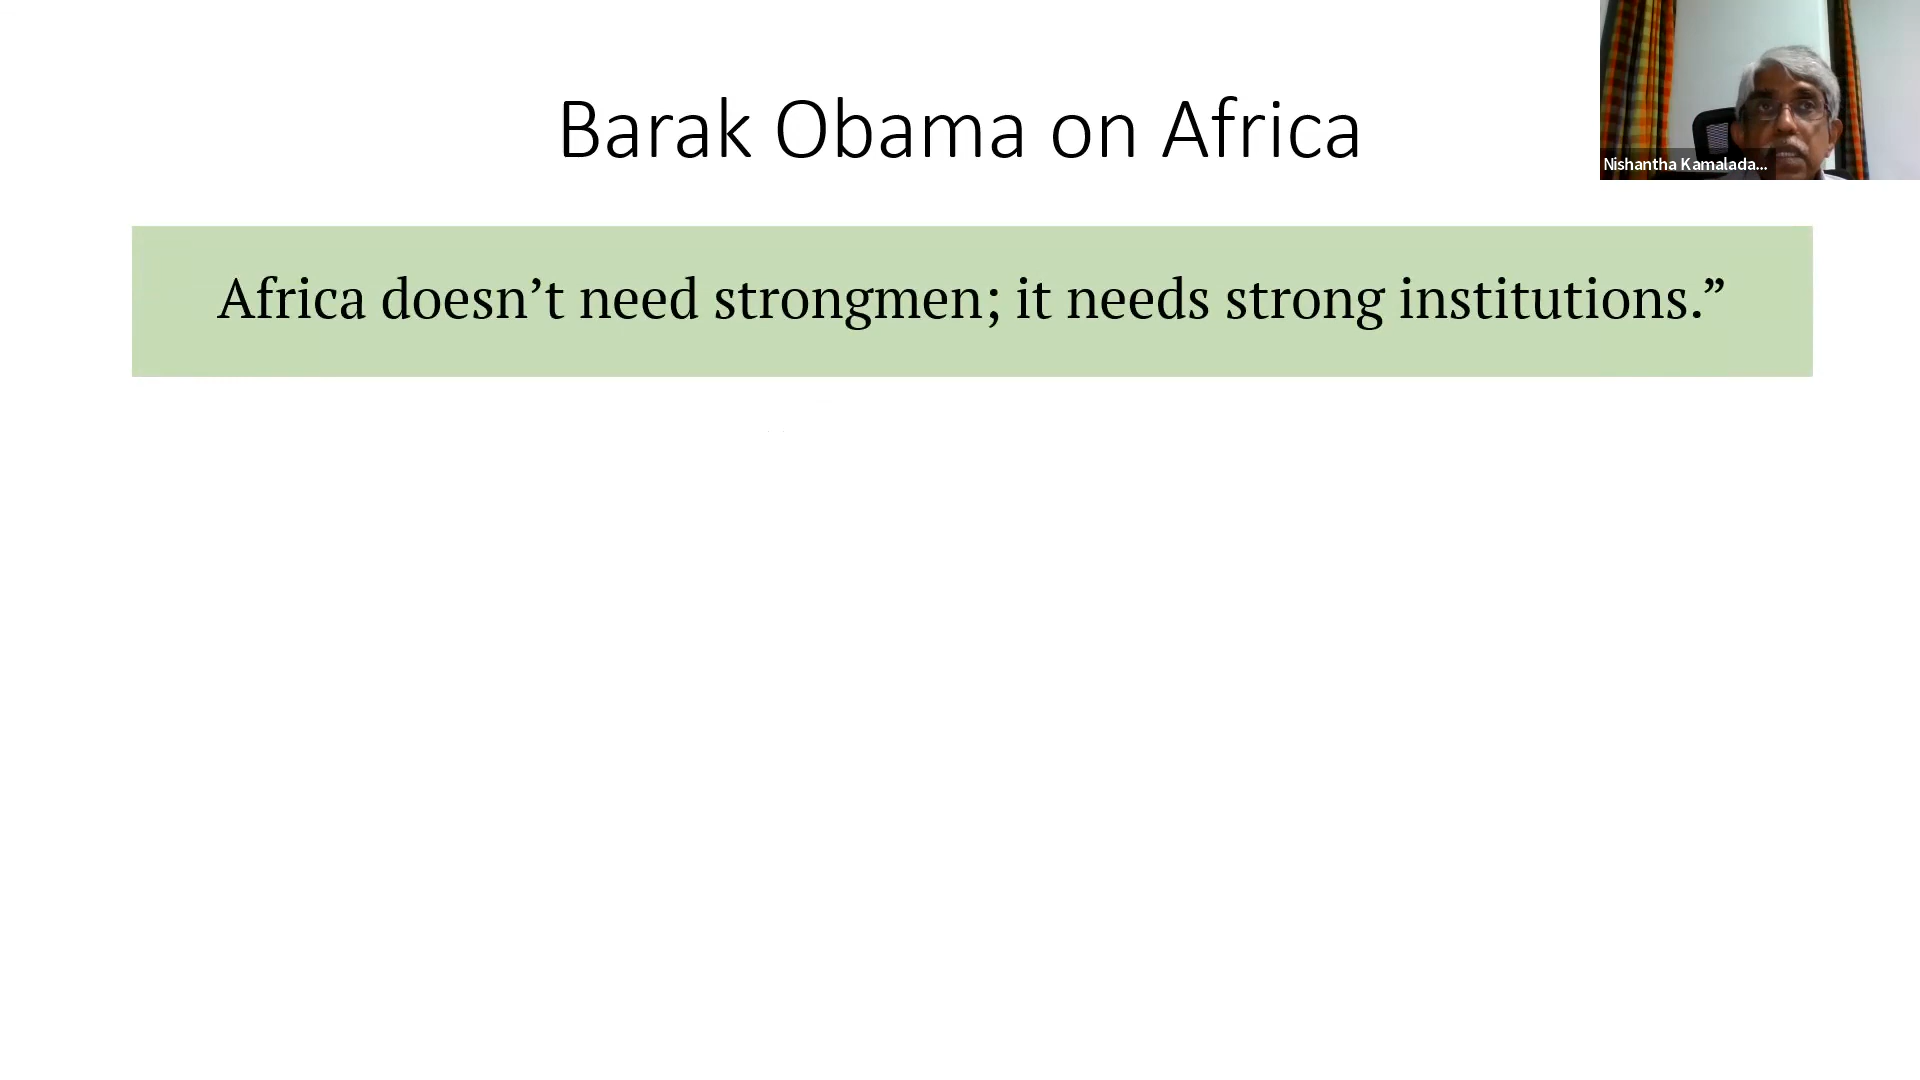 Barak Obama on Africa
Nishantha Kamalada...
Africa doesn’t need strongmen; it needs strong institutions.”